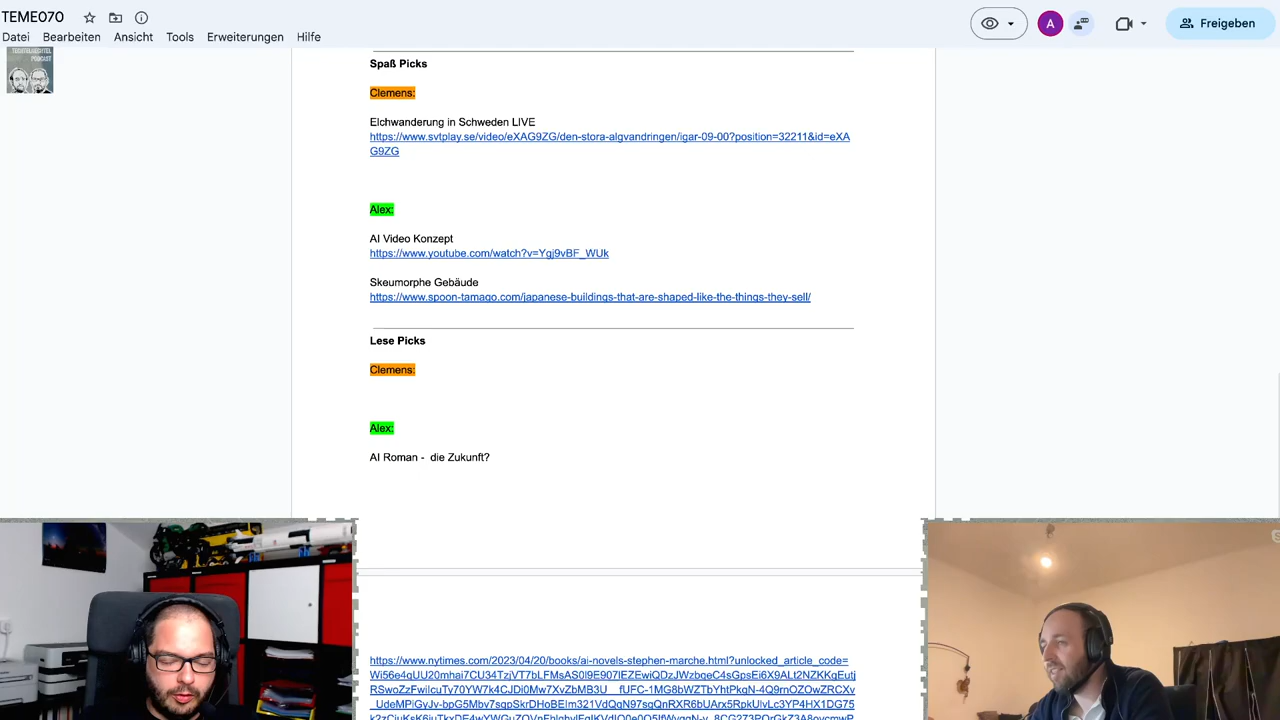 TEME070
Datei Bearbeiten Ansicht Tools Erweiterungen Hilfe
A
Freigeben
PODCAST
Spaß Picks
Clemens:
Elchwanderung in Schweden LIVE
https://www.svtplay.se/video/eXAG9ZG/den-stora-algvandringen/igar-09-00?position=32211&id=eXA
G9ZG
Alex:
AI Video Konzept
https://www.youtube.com/watch?v=Ygj9vBF_WUk
Skeumorphe Gebäude
https://www.spoon-tamago.com/japanese-buildings-that-are-shaped-like-the-things-they-sell/
Lese Picks
Clemens:
Alex:
AI Roman - die Zukunft?
https://www.nytimes.com/2023/04/20/books/ai-novels-stephen-marche.html?unlocked_article_code=